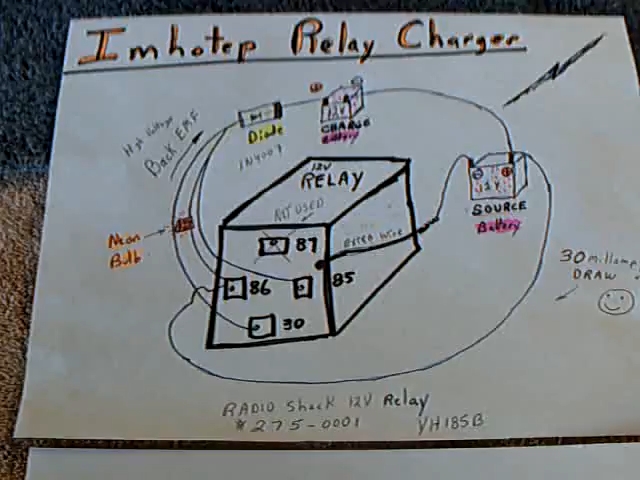 Imhotep Relay Charger
High Voltage
Back EMF
Diode
1N4007
12V
CHARGE
Battery
12V
RELAY
NOT USED
87
Extra Wire
SOURCE
Battery
Neon
Bulb
86
85
30
30 millamp
DRAW
RADIO Shack 12V Relay
#275-0001 YH185B